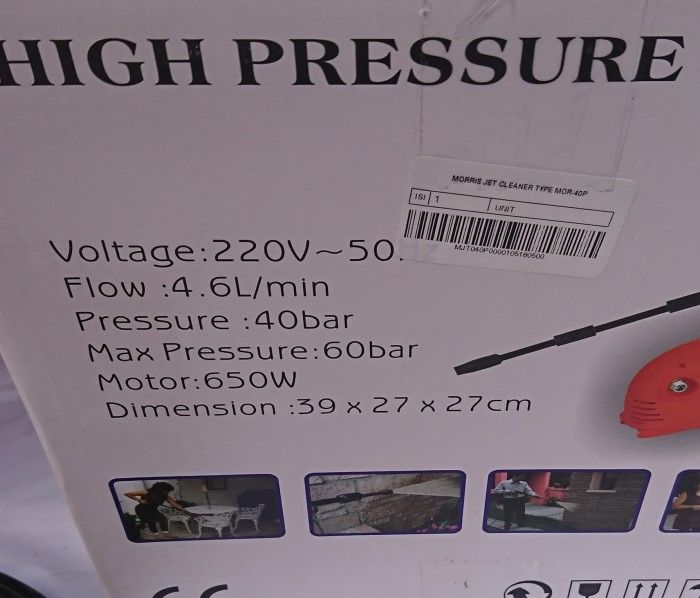 HIGH PRESSURE
MORRIS JET CLEANER TYPE MOR-40P
ISI 1 UNIT
MJT040P0000105180500
Voltage:220V~50
Flow :4.6L/min
Pressure :40bar
Max Pressure:60bar
Motor:650W
Dimension :39 x 27 x 27cm